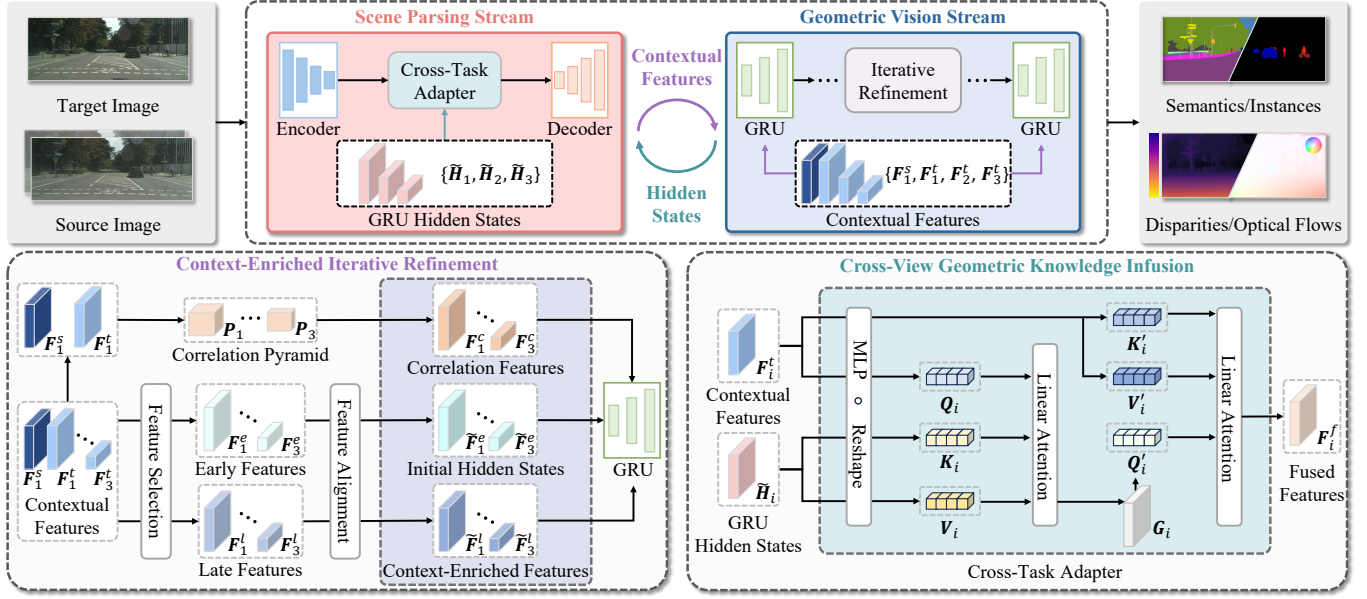 Target Image
Source Image
Scene Parsing Stream
Encoder
Cross-Task
Adapter
Decoder
{H̃₁, H̃₂, H̃₃}
GRU Hidden States
Contextual
Features
Hidden
States
Geometric Vision Stream
GRU
Iterative
Refinement
GRU
{F₁ˢ, F₁ᵗ, F₂ᵗ, F₃ᵗ}
Contextual Features
Semantics/Instances
Disparities/Optical Flows
Context-Enriched Iterative Refinement
F₁ˢ F₁ᵗ
P₁ P₃
Correlation Pyramid
F₁ᶜ F₃ᶜ
Correlation Features
F₁ˢ F₁ᵗ F₃ᵗ
Contextual
Features
Feature Selection
F₁ᵉ F₃ᵉ
Early Features
F₁ˡ F₃ˡ
Late Features
Feature Alignment
F̃₁ᵉ F̃₃ᵉ
Initial Hidden States
F̃₁ˡ F̃₃ˡ
Context-Enriched Features
GRU
Cross-View Geometric Knowledge Infusion
Fᵢᵗ
Contextual
Features
H̃ᵢ
GRU
Hidden States
MLP ∘ Reshape
Qᵢ
Kᵢ
Vᵢ
Linear Attention
K′ᵢ
V′ᵢ
Q′ᵢ
Gᵢ
Linear Attention
Fᵢᶠ
Fused
Features
Cross-Task Adapter